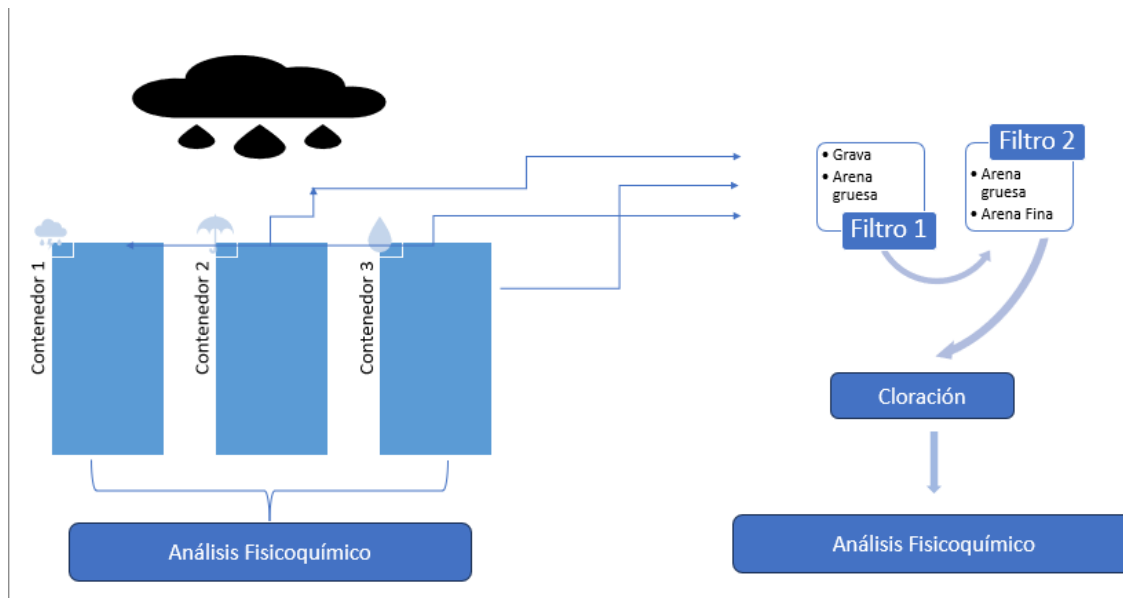 Contenedor 1
Contenedor 2
Contenedor 3
Análisis Fisicoquímico
• Grava
• Arena
gruesa
Filtro 1
Filtro 2
• Arena
gruesa
• Arena Fina
Cloración
Análisis Fisicoquímico